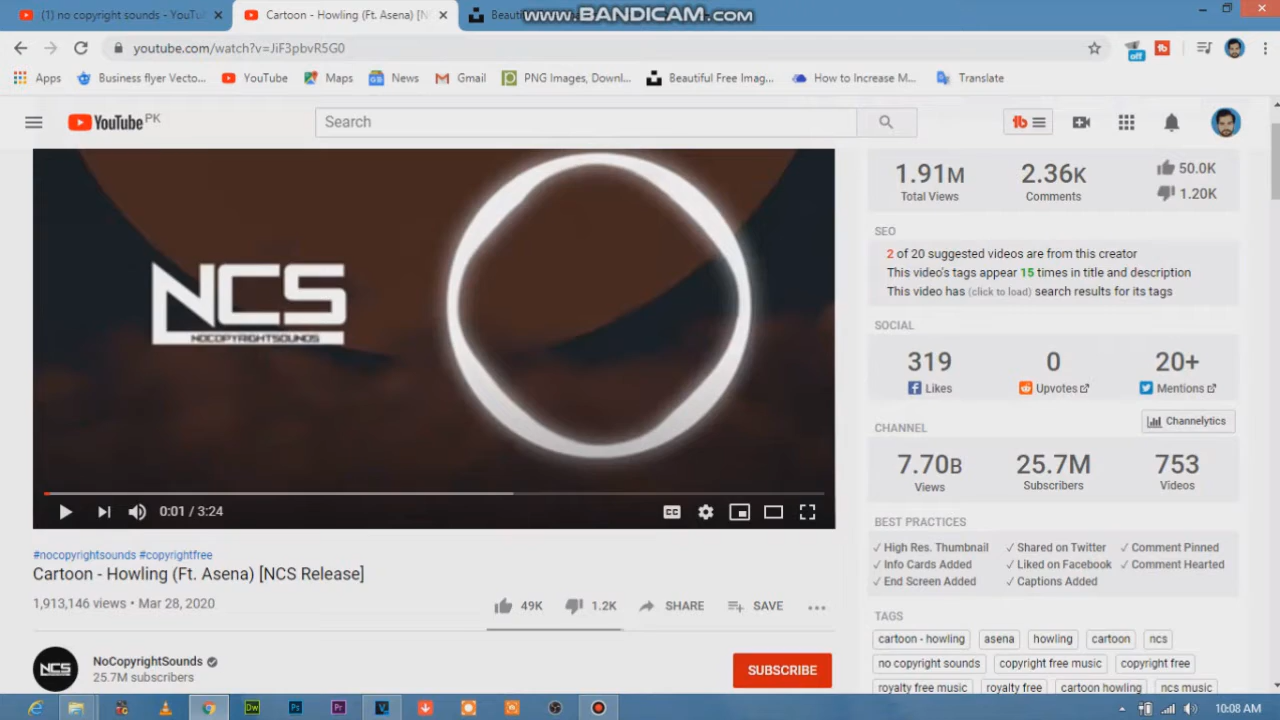 (1) no copyright sounds - YouTu
Cartoon - Howling (Ft. Asena) [N
Beauti
www.BANDICAM.com
youtube.com/watch?v=JiF3pbvR5G0
off
Apps
Business flyer Vecto...
YouTube
Maps
News
Gmail
PNG Images, Downl...
Beautiful Free Imag...
How to Increase M...
Translate
YouTube PK
Search
1.91M
Total Views
2.36K
Comments
50.0K
1.20K
SEO
2 of 20 suggested videos are from this creator
This video's tags appear 15 times in title and description
This video has (click to load) search results for its tags
SOCIAL
319
Likes
0
Upvotes
20+
Mentions
CHANNEL
Channelytics
7.70B
Views
25.7M
Subscribers
753
Videos
BEST PRACTICES
✓ High Res. Thumbnail
✓ Shared on Twitter
✓ Comment Pinned
✓ Info Cards Added
✓ Liked on Facebook
✓ Comment Hearted
✓ End Screen Added
✓ Captions Added
TAGS
cartoon - howling
asena
howling
cartoon
ncs
no copyright sounds
copyright free music
copyright free
royalty free music
royalty free
cartoon howling
ncs music
NCS
NOCOPYRIGHTSOUNDS
0:01 / 3:24
CC
#nocopyrightsounds #copyrightfree
Cartoon - Howling (Ft. Asena) [NCS Release]
1,913,146 views • Mar 28, 2020
49K
1.2K
SHARE
SAVE
NCS
NoCopyrightSounds
25.7M subscribers
SUBSCRIBE
Dw
Ps
Pr
10:08 AM